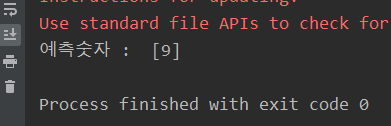 Instructions for updating:
Use standard file APIs to check for
예측숫자 :  [9]
Process finished with exit code 0